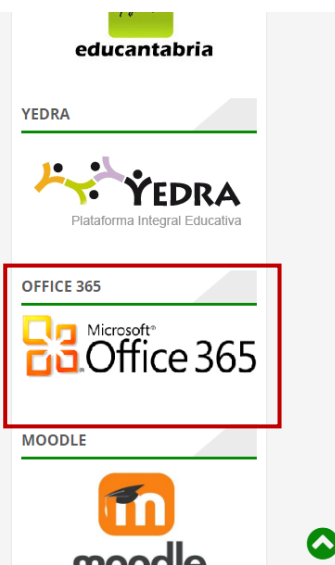 educantabria
YEDRA
YEDRA
Plataforma Integral Educativa
OFFICE 365
Microsoft®
Office 365
MOODLE
moodle